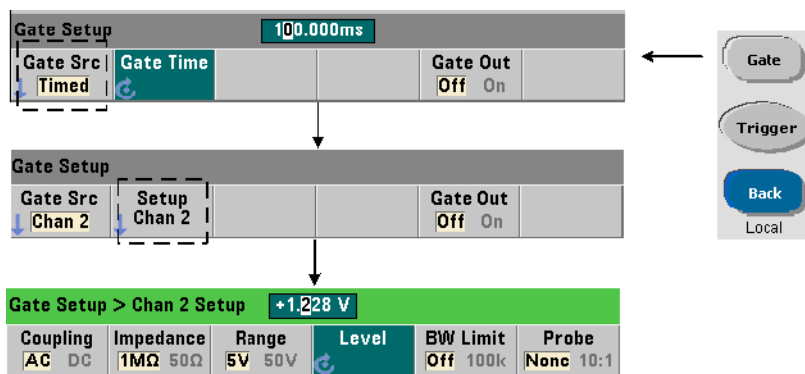 Gate Setup 100.000ms
Gate Src Gate Time Gate Out
Timed Off On
Gate
Trigger
Back
Local
Gate Setup
Gate Src Setup Gate Out
Chan 2 Chan 2 Off On
Gate Setup > Chan 2 Setup +1.228 V
Coupling Impedance Range Level BW Limit Probe
AC DC 1MΩ 50Ω 5V 50V Off 100k None 10:1